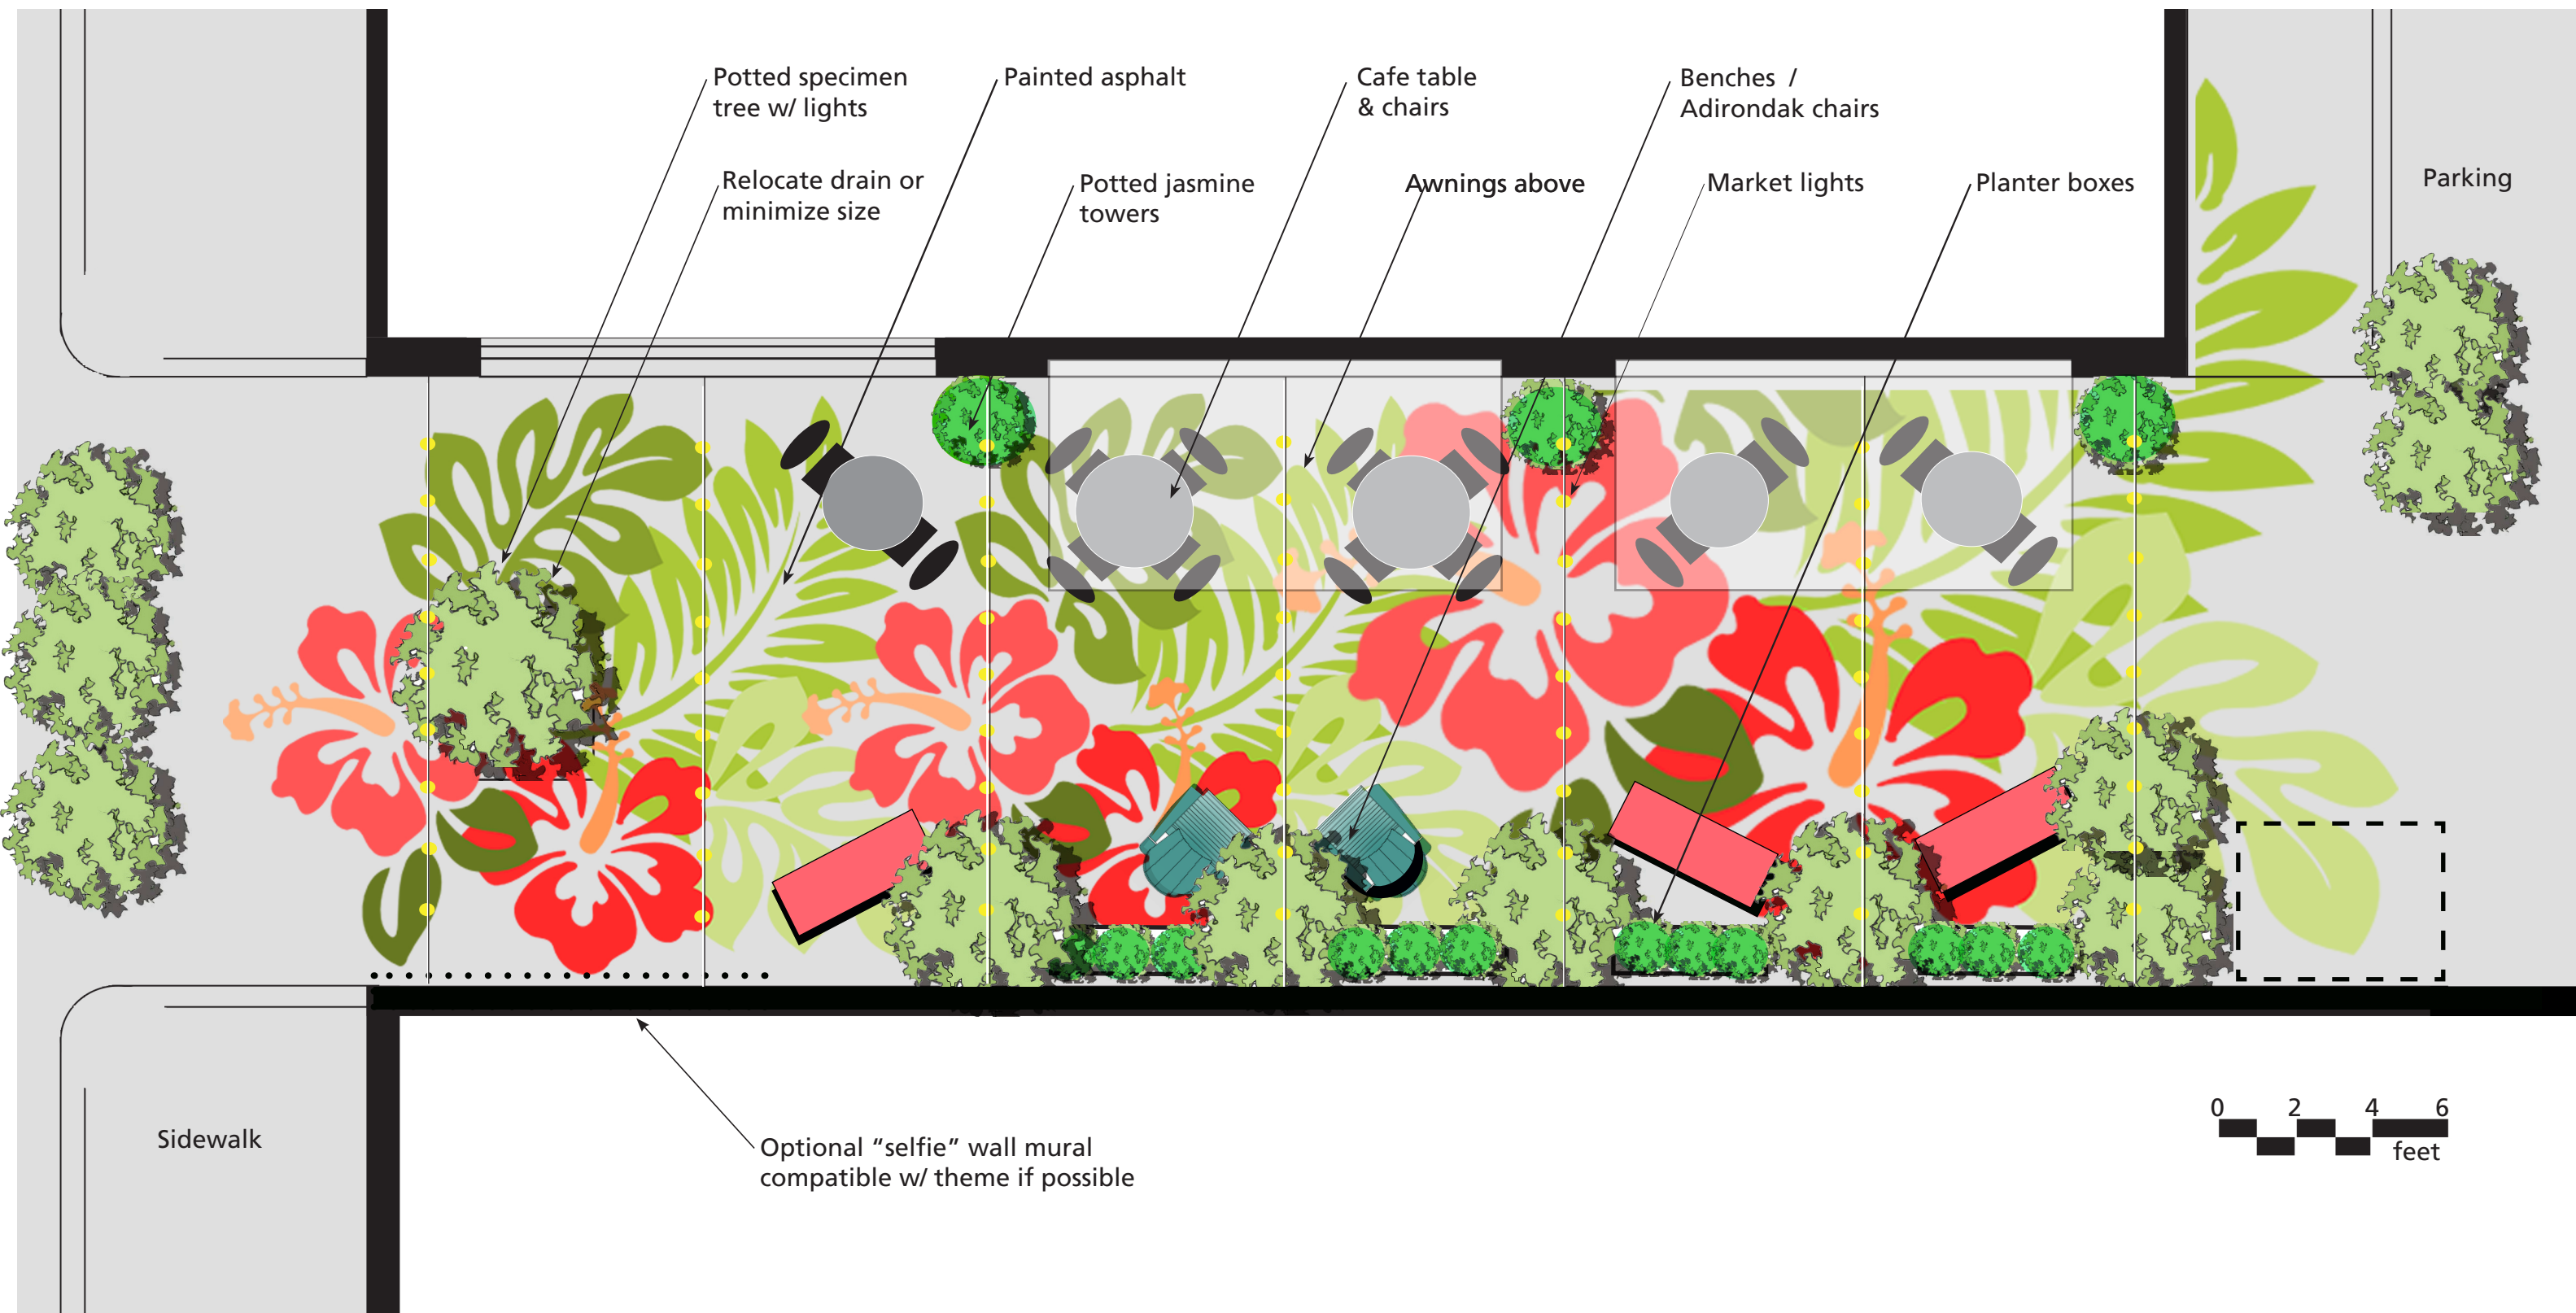 Potted specimen
tree w/ lights
Painted asphalt
Cafe table
& chairs
Benches /
Adirondak chairs
Relocate drain or
minimize size
Potted jasmine
towers
Awnings above
Market lights
Planter boxes
Parking
Sidewalk
Optional “selfie” wall mural
compatible w/ theme if possible
0 2 4 6
feet